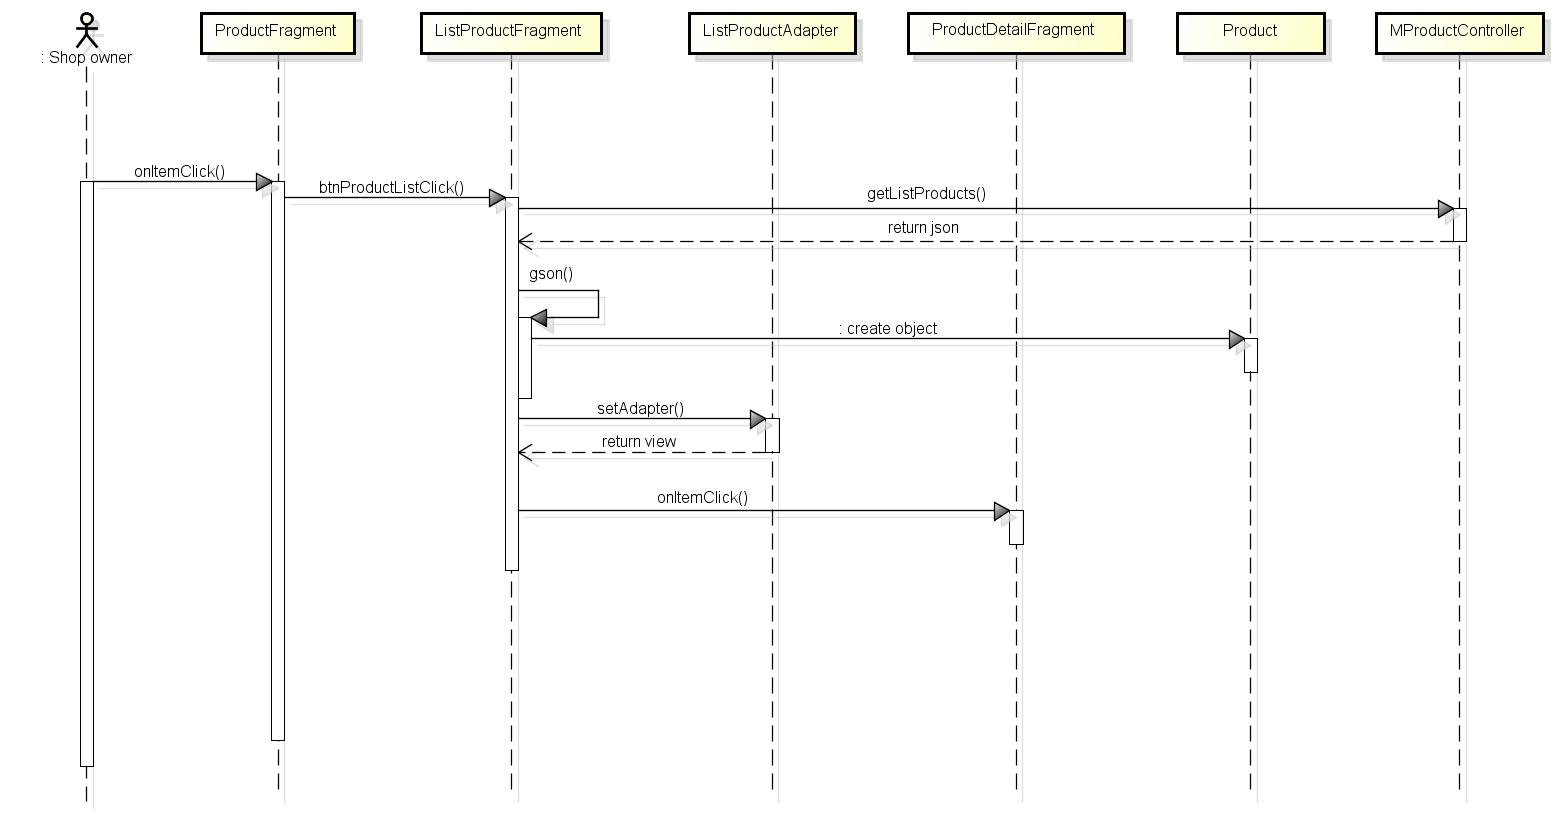 : Shop owner
ProductFragment
ListProductFragment
ListProductAdapter
ProductDetailFragment
Product
MProductController
onItemClick()
btnProductListClick()
getListProducts()
return json
gson()
: create object
setAdapter()
return view
onItemClick()